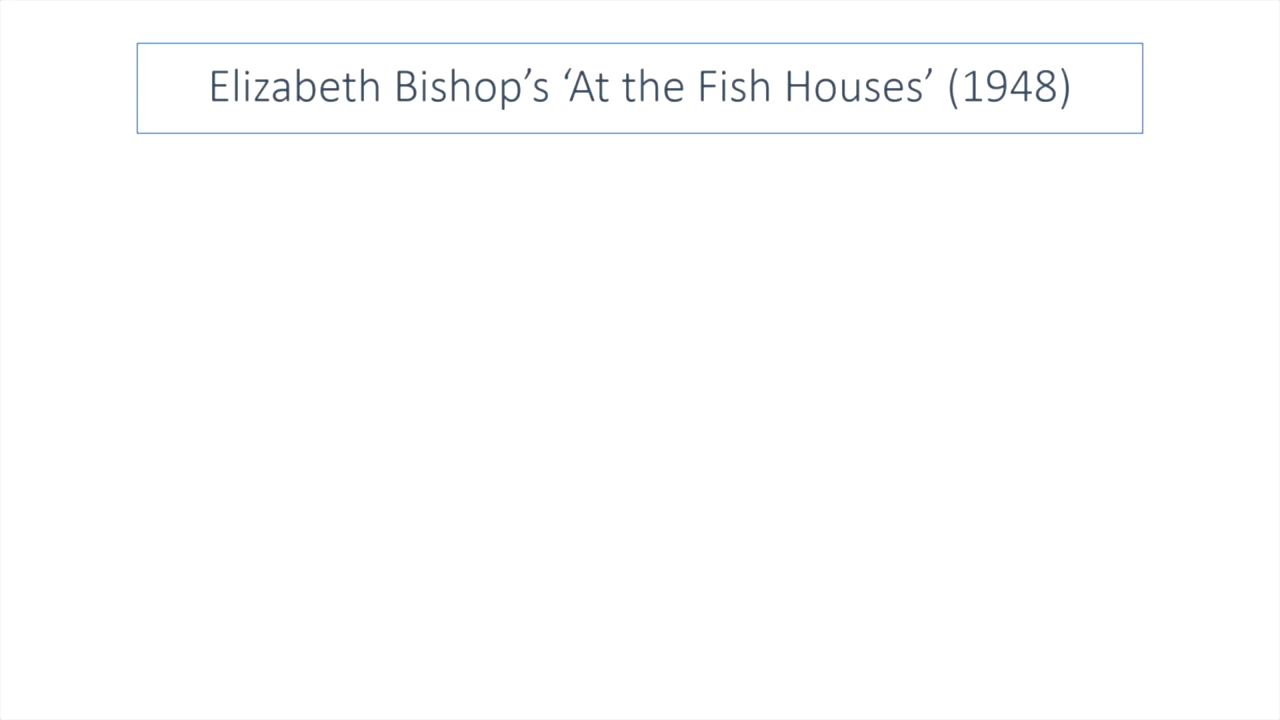 Elizabeth Bishop’s ‘At the Fish Houses’ (1948)